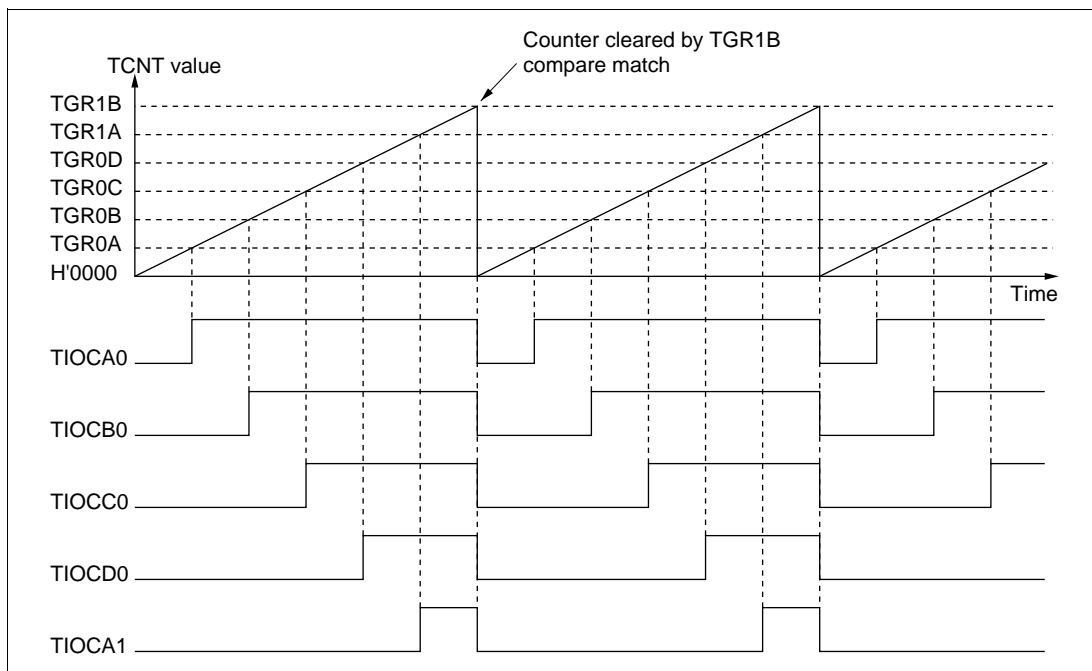 Counter cleared by TGR1B
compare match
TCNT value
TGR1B
TGR1A
TGR0D
TGR0C
TGR0B
TGR0A
H'0000
Time
TIOCA0
TIOCB0
TIOCC0
TIOCD0
TIOCA1